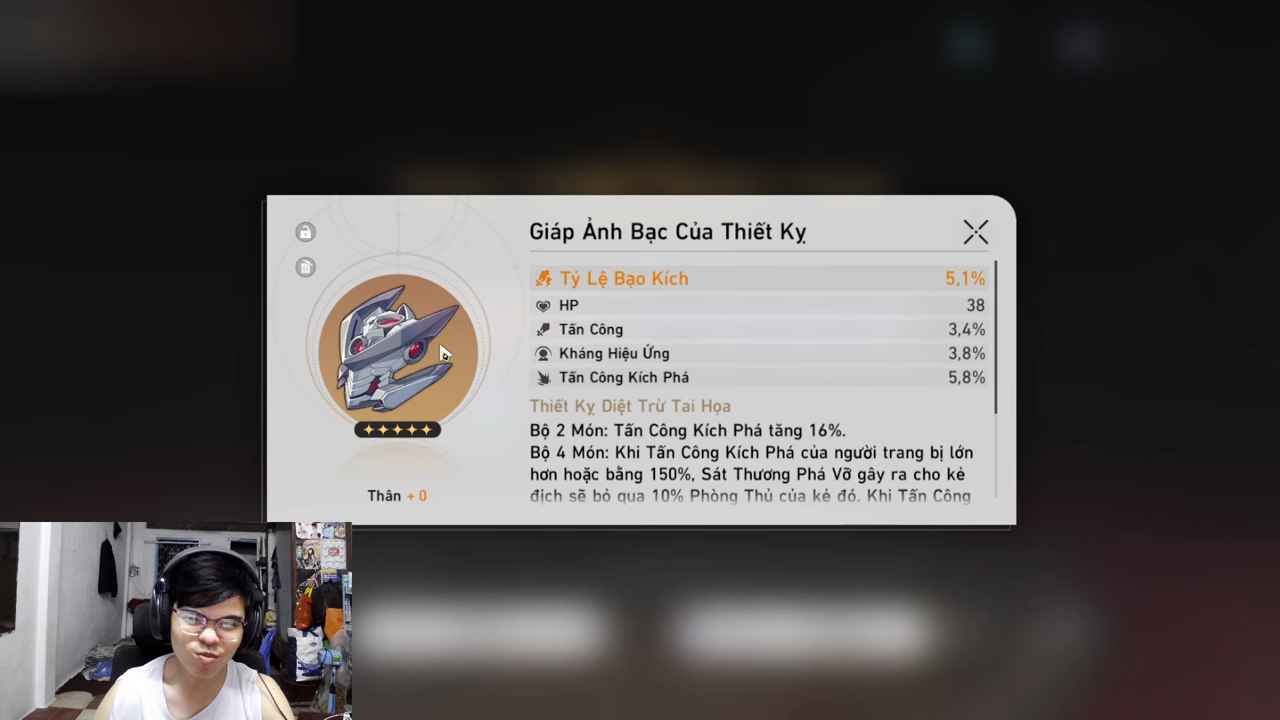 Giáp Ảnh Bạc Của Thiết Kỵ
Tỷ Lệ Bạo Kích 5,1%
HP 38
Tấn Công 3,4%
Kháng Hiệu Ứng 3,8%
Tấn Công Kích Phá 5,8%
Thiết Kỵ Diệt Trừ Tai Họa
Bộ 2 Món: Tấn Công Kích Phá tăng 16%.
Bộ 4 Món: Khi Tấn Công Kích Phá của người trang bị lớn
hơn hoặc bằng 150%, Sát Thương Phá Vỡ gây ra cho kẻ
địch sẽ bỏ qua 10% Phòng Thủ của kẻ đó. Khi Tấn Công
Thân + 0